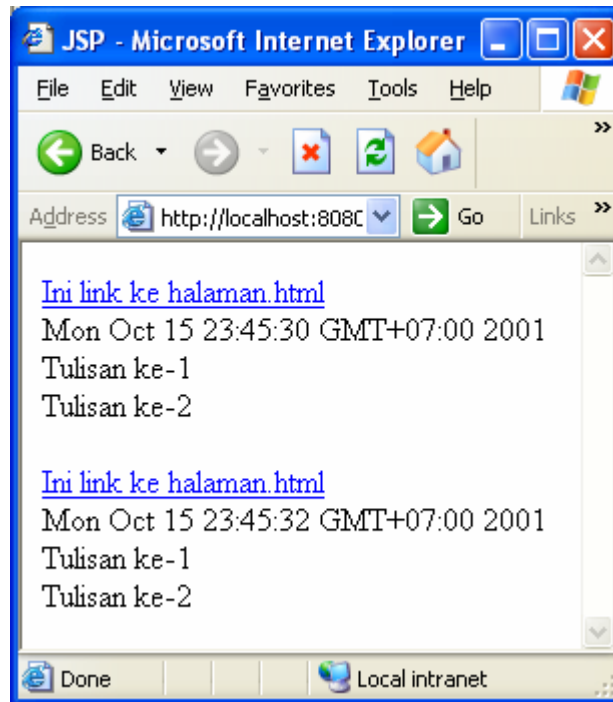 JSP - Microsoft Internet Explorer
File Edit View Favorites Tools Help
Back
Address http://localhost:8080 Go Links
Ini link ke halaman.html
Mon Oct 15 23:45:30 GMT+07:00 2001
Tulisan ke-1
Tulisan ke-2
Ini link ke halaman.html
Mon Oct 15 23:45:32 GMT+07:00 2001
Tulisan ke-1
Tulisan ke-2
Done Local intranet